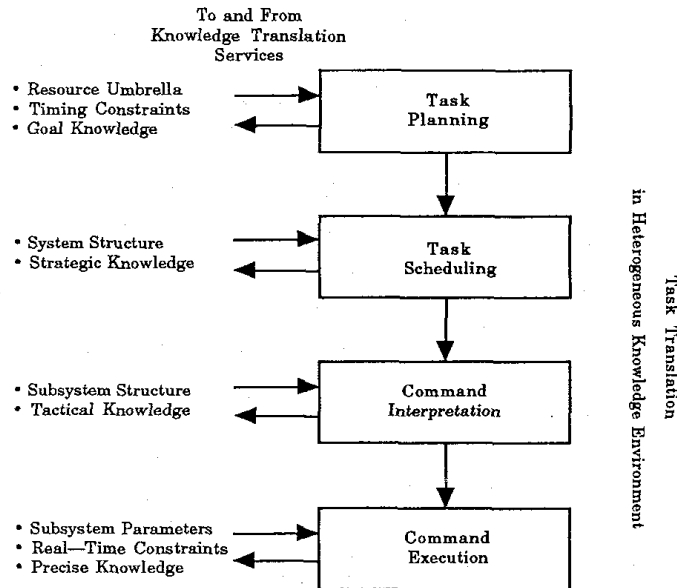 To and From
Knowledge Translation
Services
• Resource Umbrella
• Timing Constraints
• Goal Knowledge
Task
Planning
• System Structure
• Strategic Knowledge
Task
Scheduling
• Subsystem Structure
• Tactical Knowledge
Command
Interpretation
• Subsystem Parameters
• Real—Time Constraints
• Precise Knowledge
Command
Execution
Task Translation
in Heterogeneous Knowledge Environment